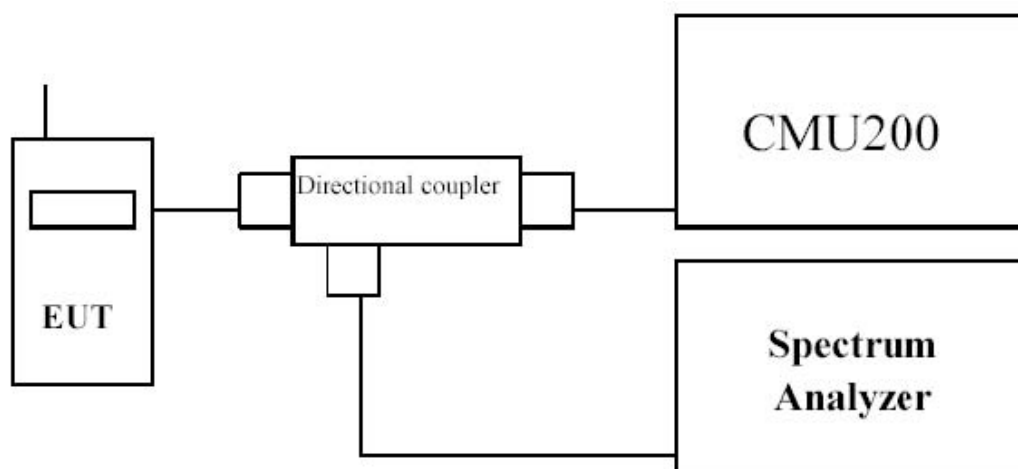 CMU200
Directional coupler
EUT
Spectrum
Analyzer